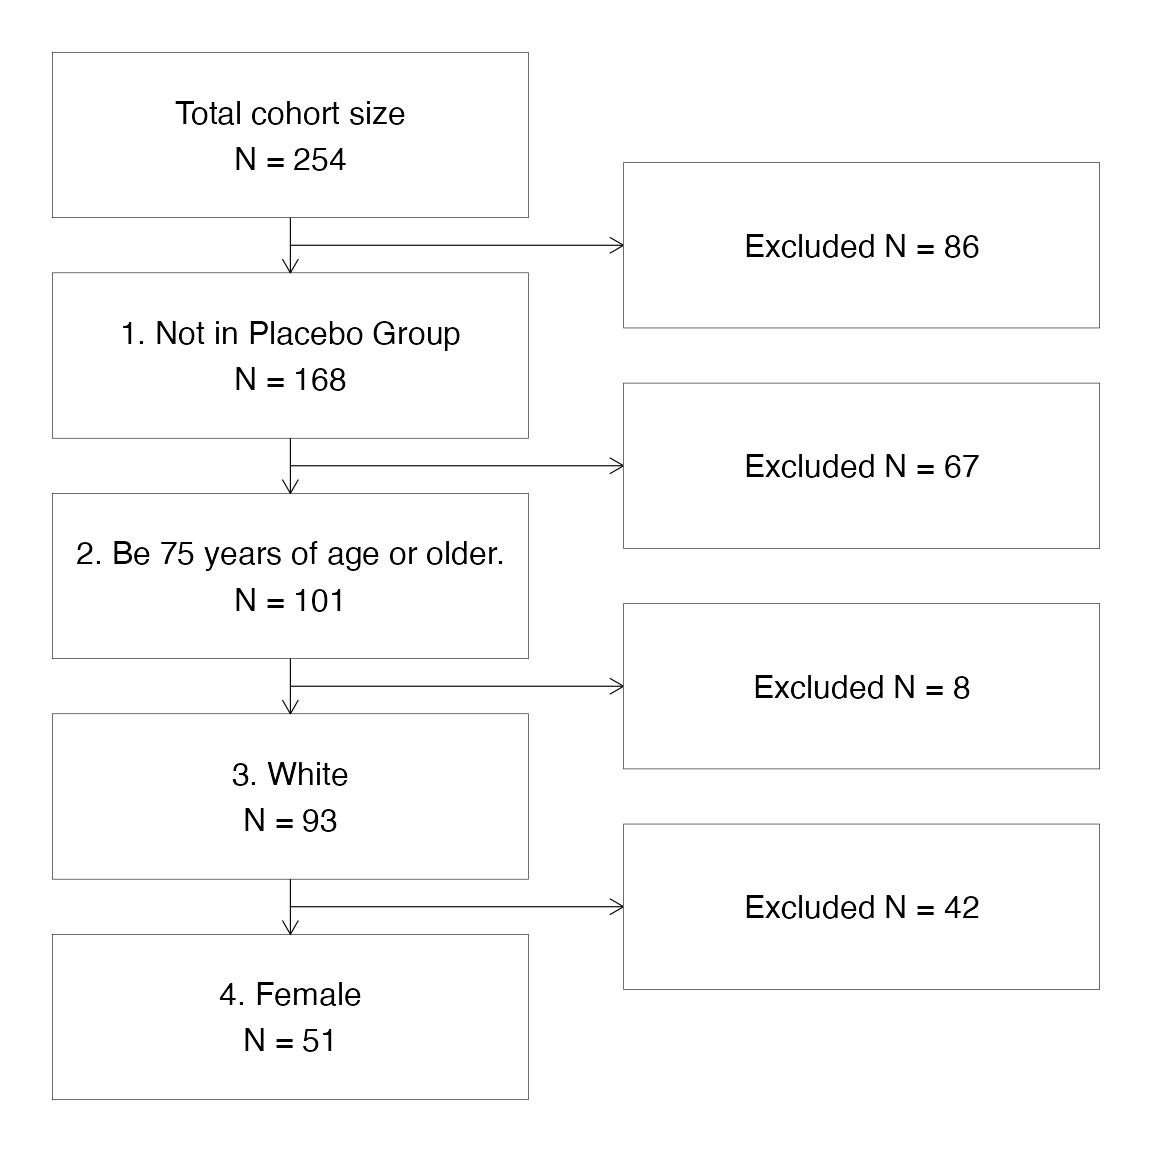 Total cohort size
N = 254
Excluded N = 86
1. Not in Placebo Group
N = 168
Excluded N = 67
2. Be 75 years of age or older.
N = 101
Excluded N = 8
3. White
N = 93
Excluded N = 42
4. Female
N = 51